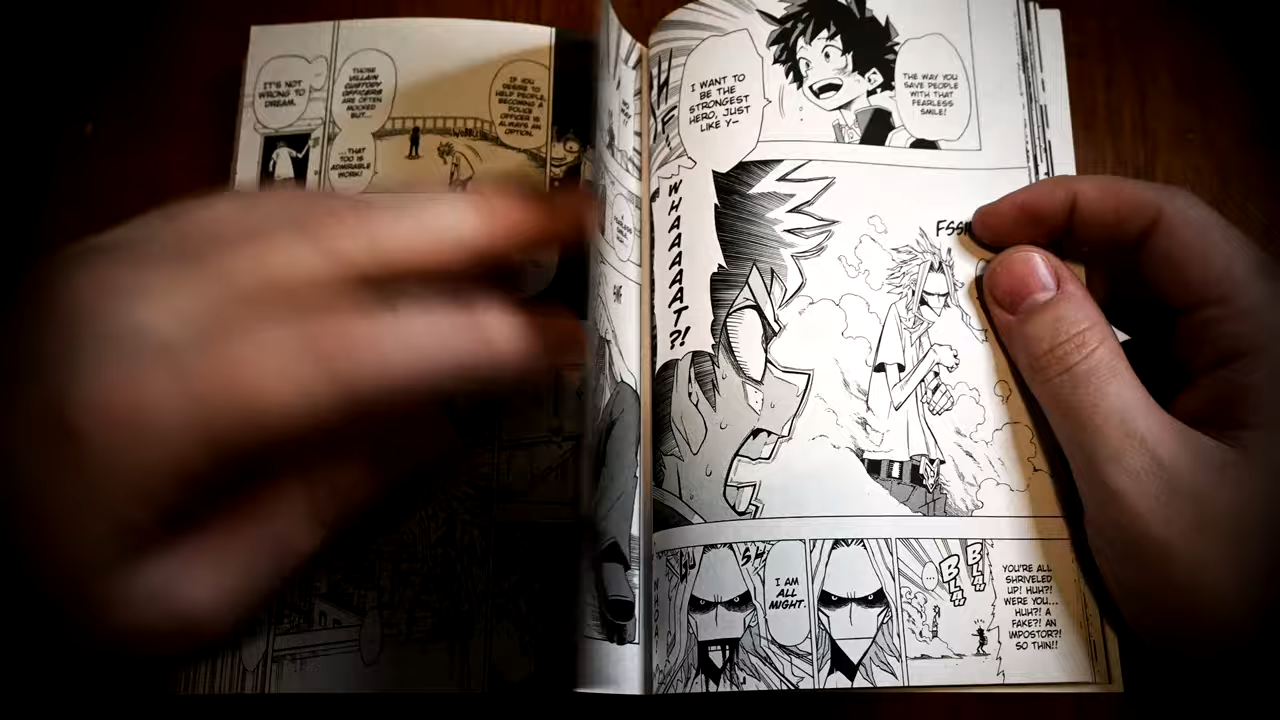 IT'S NOT
WRONG TO
DREAM.
THOSE
VILLAIN
CUSTODY
OFFICERS
ARE OFTEN
MOCKED
BUT...
...THAT
TOO IS
ADMIRABLE
WORK!
IF YOU
DESIRE TO
HELP PEOPLE,
BECOMING A
POLICE
OFFICER IS
ALWAYS AN
OPTION.
I WANT TO
BE THE
STRONGEST
HERO, JUST
LIKE Y—
THE WAY YOU
SAVE PEOPLE
WITH THAT
FEARLESS
SMILE!
WHAAAAAT?!
I AM
ALL
MIGHT.
...
BLA!!
BLA!!
YOU'RE ALL
SHRIVELED
UP! HUH?!
WERE YOU...
HUH?! A
FAKE?! AN
IMPOSTOR?!
SO THIN!!